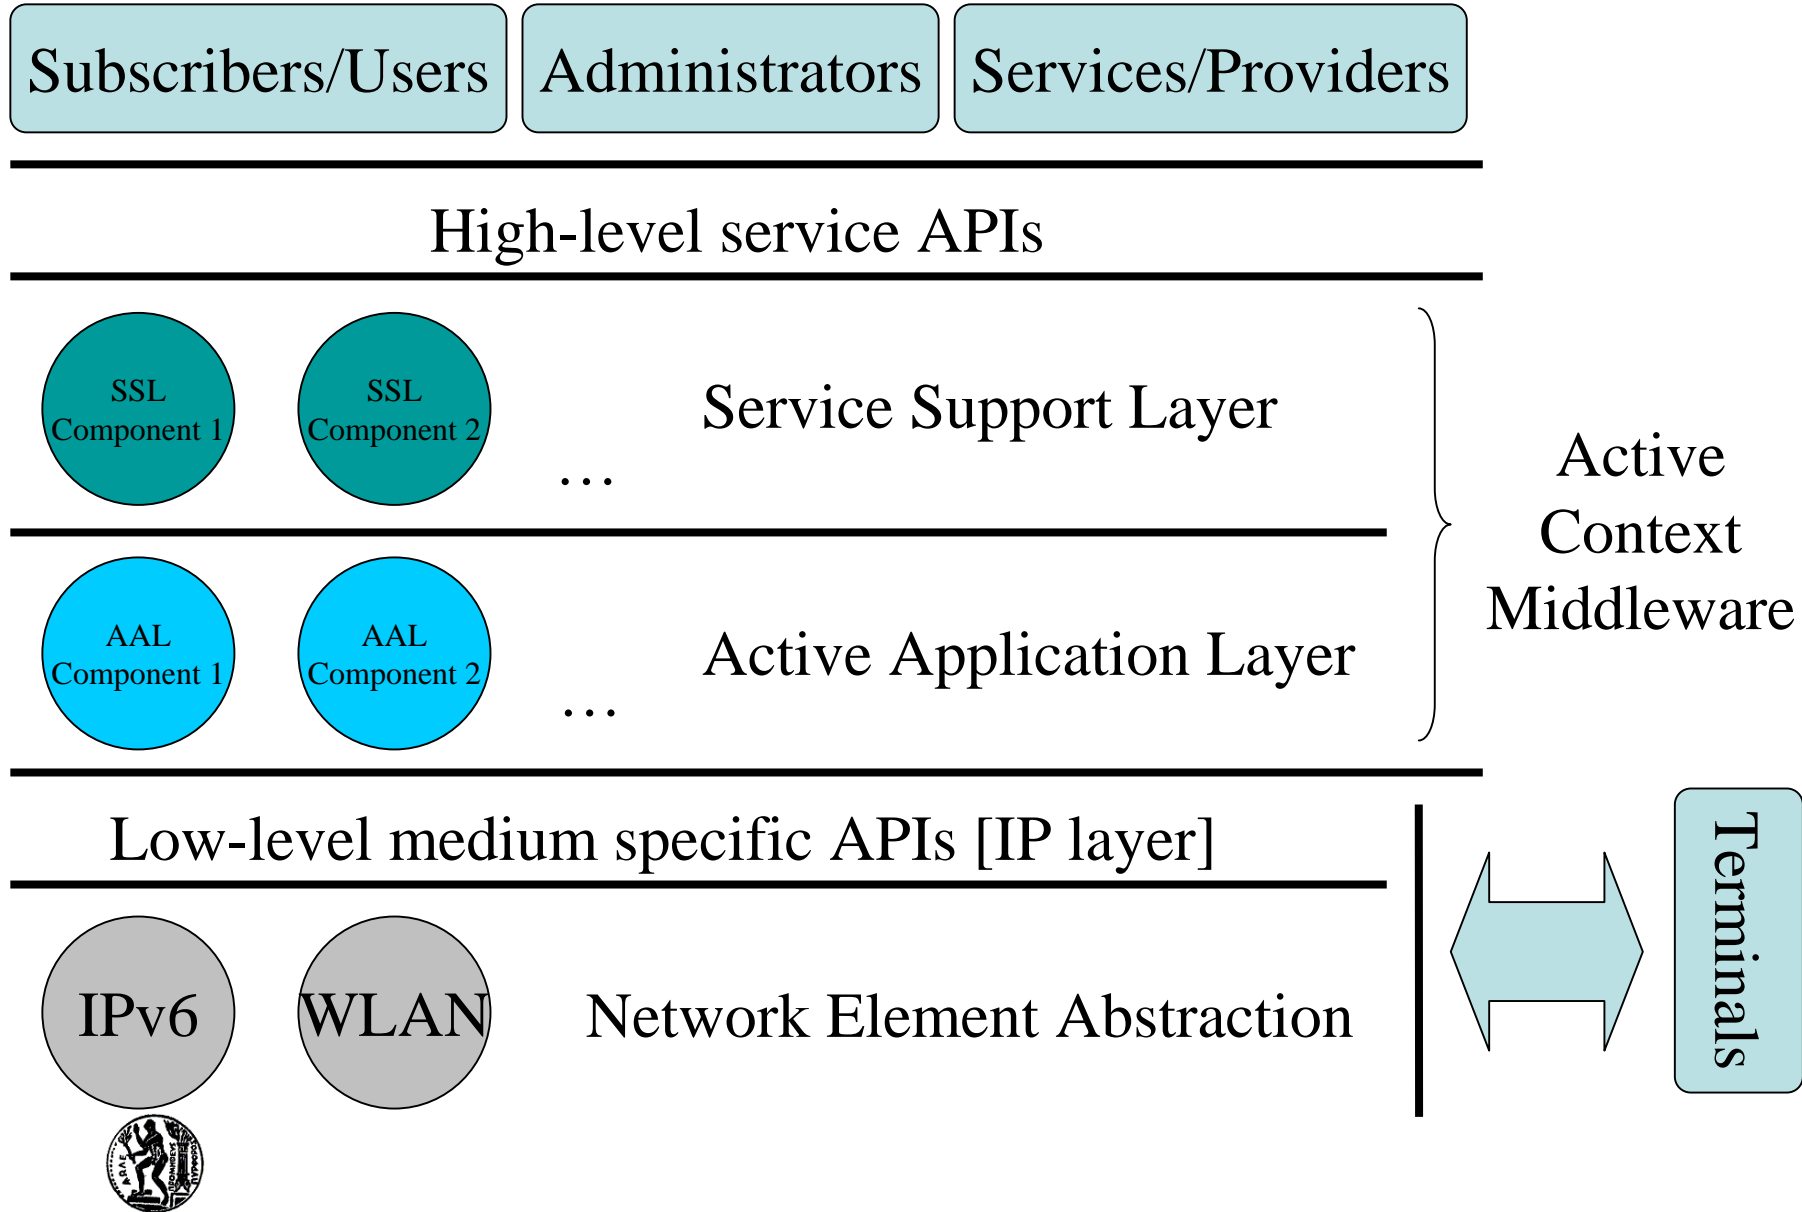 Subscribers/Users
Administrators
Services/Providers
High-level service APIs
SSL
Component 1
SSL
Component 2
…
Service Support Layer
Active
Context
Middleware
AAL
Component 1
AAL
Component 2
…
Active Application Layer
Low-level medium specific APIs [IP layer]
Terminals
IPv6
WLAN
Network Element Abstraction